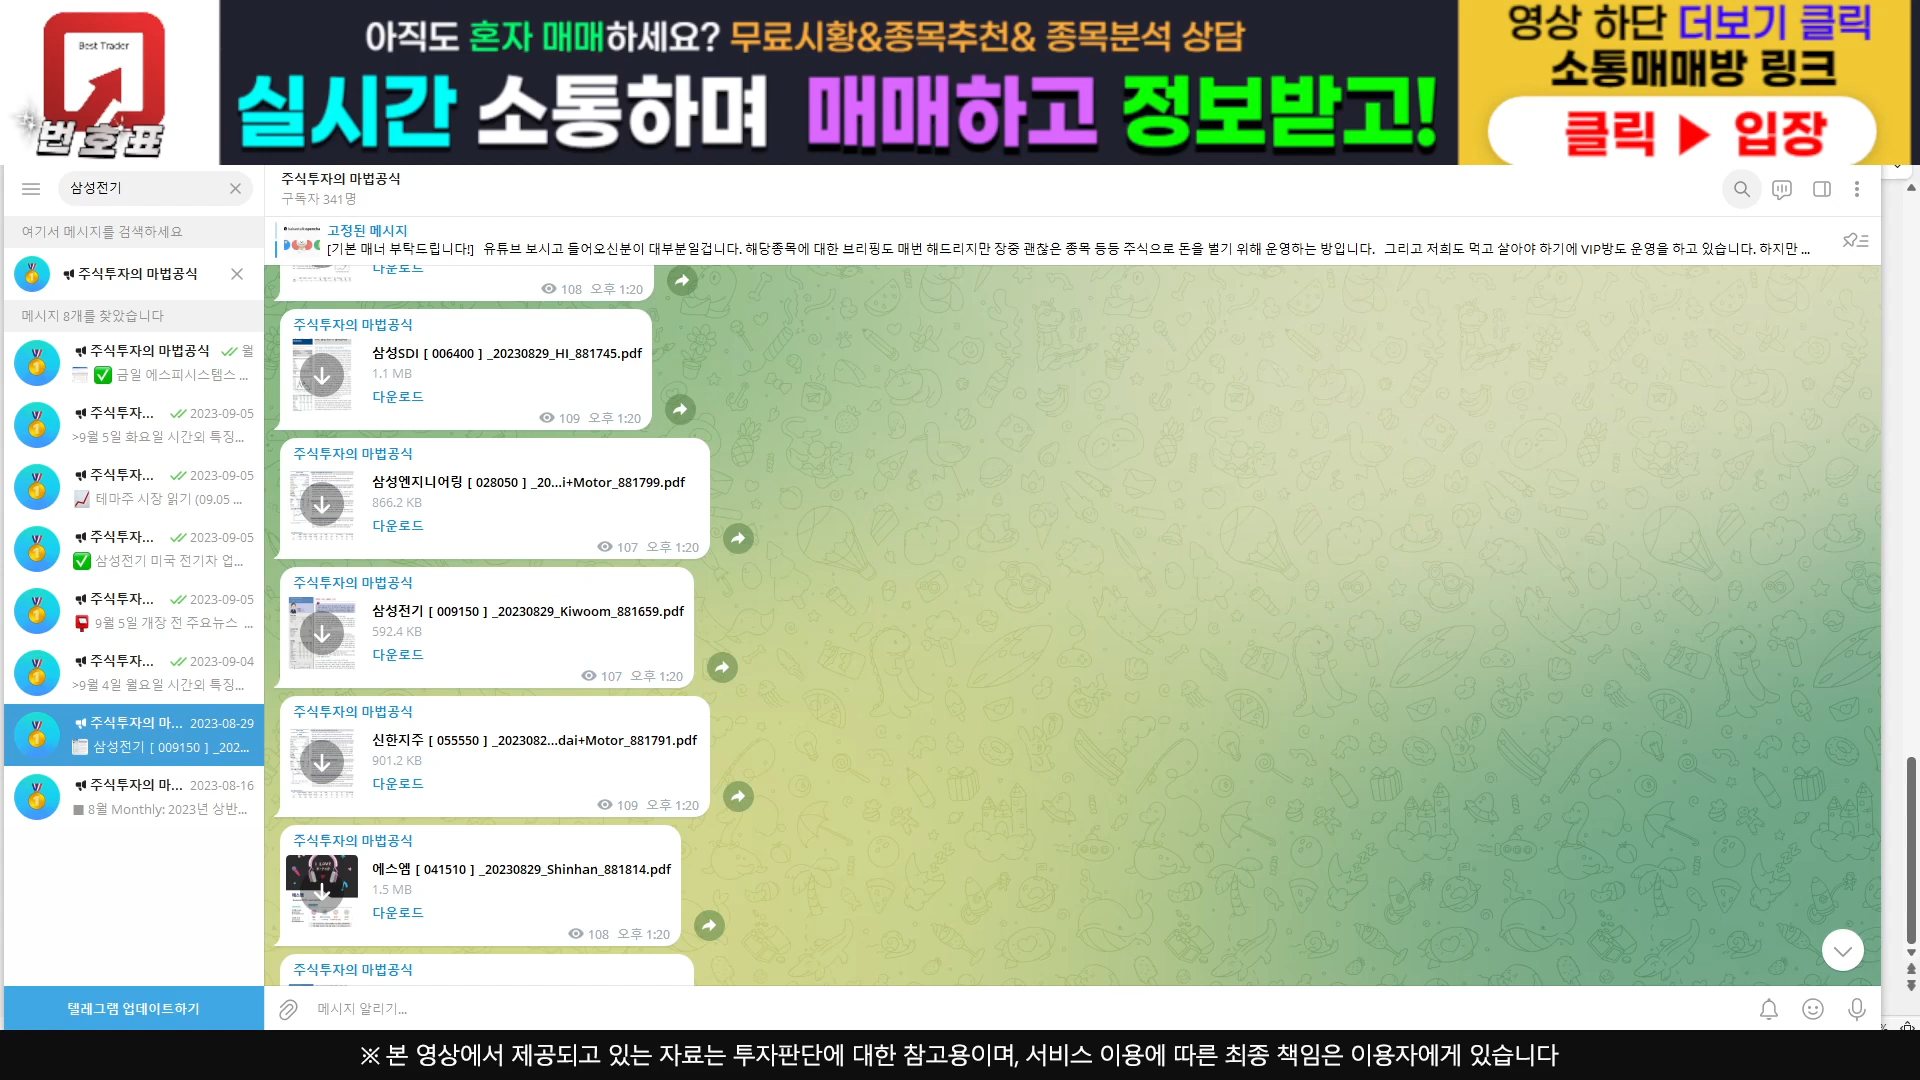 Best Trader
번호표
아직도 혼자 매매하세요? 무료시황&종목추천& 종목분석 상담
실시간 소통하며 매매하고 정보받고!
영상 하단 더보기 클릭
소통매매방 링크
클릭 ▶ 입장
삼성전기
여기서 메시지를 검색하세요
주식투자의 마법공식
메시지 8개를 찾았습니다
주식투자의 마법공식 월
✅ 금일 에스피시스템스 ...
주식투자... 2023-09-05
>9월 5일 화요일 시간외 특징...
주식투자... 2023-09-05
테마주 시장 읽기 (09.05 ...
주식투자... 2023-09-05
✅ 삼성전기 미국 전기차 업...
주식투자... 2023-09-05
9월 5일 개장 전 주요뉴스 ...
주식투자... 2023-09-04
>9월 4일 월요일 시간외 특징...
주식투자의 마... 2023-08-29
삼성전기 [ 009150 ] _202...
주식투자의 마... 2023-08-16
■ 8월 Monthly: 2023년 상반...
텔레그램 업데이트하기
주식투자의 마법공식
구독자 341명
고정된 메시지
[기본 매너 부탁드립니다!] 유튜브 보시고 들어오신분이 대부분일겁니다. 해당종목에 대한 브리핑도 매번 해드리지만 장중 괜찮은 종목 등등 주식으로 돈을 벌기 위해 운영하는 방입니다. 그리고 저희도 먹고 살아야 하기에 VIP방도 운영을 하고 있습니다. 하지만 ...
다운로드
108 오후 1:20
주식투자의 마법공식
삼성SDI [ 006400 ] _20230829_HI_881745.pdf
1.1 MB
다운로드
109 오후 1:20
주식투자의 마법공식
삼성엔지니어링 [ 028050 ] _20...i+Motor_881799.pdf
866.2 KB
다운로드
107 오후 1:20
주식투자의 마법공식
삼성전기 [ 009150 ] _20230829_Kiwoom_881659.pdf
592.4 KB
다운로드
107 오후 1:20
주식투자의 마법공식
신한지주 [ 055550 ] _2023082...dai+Motor_881791.pdf
901.2 KB
다운로드
109 오후 1:20
주식투자의 마법공식
에스엠 [ 041510 ] _20230829_Shinhan_881814.pdf
1.5 MB
다운로드
108 오후 1:20
주식투자의 마법공식
메시지 알리기...
※ 본 영상에서 제공되고 있는 자료는 투자판단에 대한 참고용이며, 서비스 이용에 따른 최종 책임은 이용자에게 있습니다